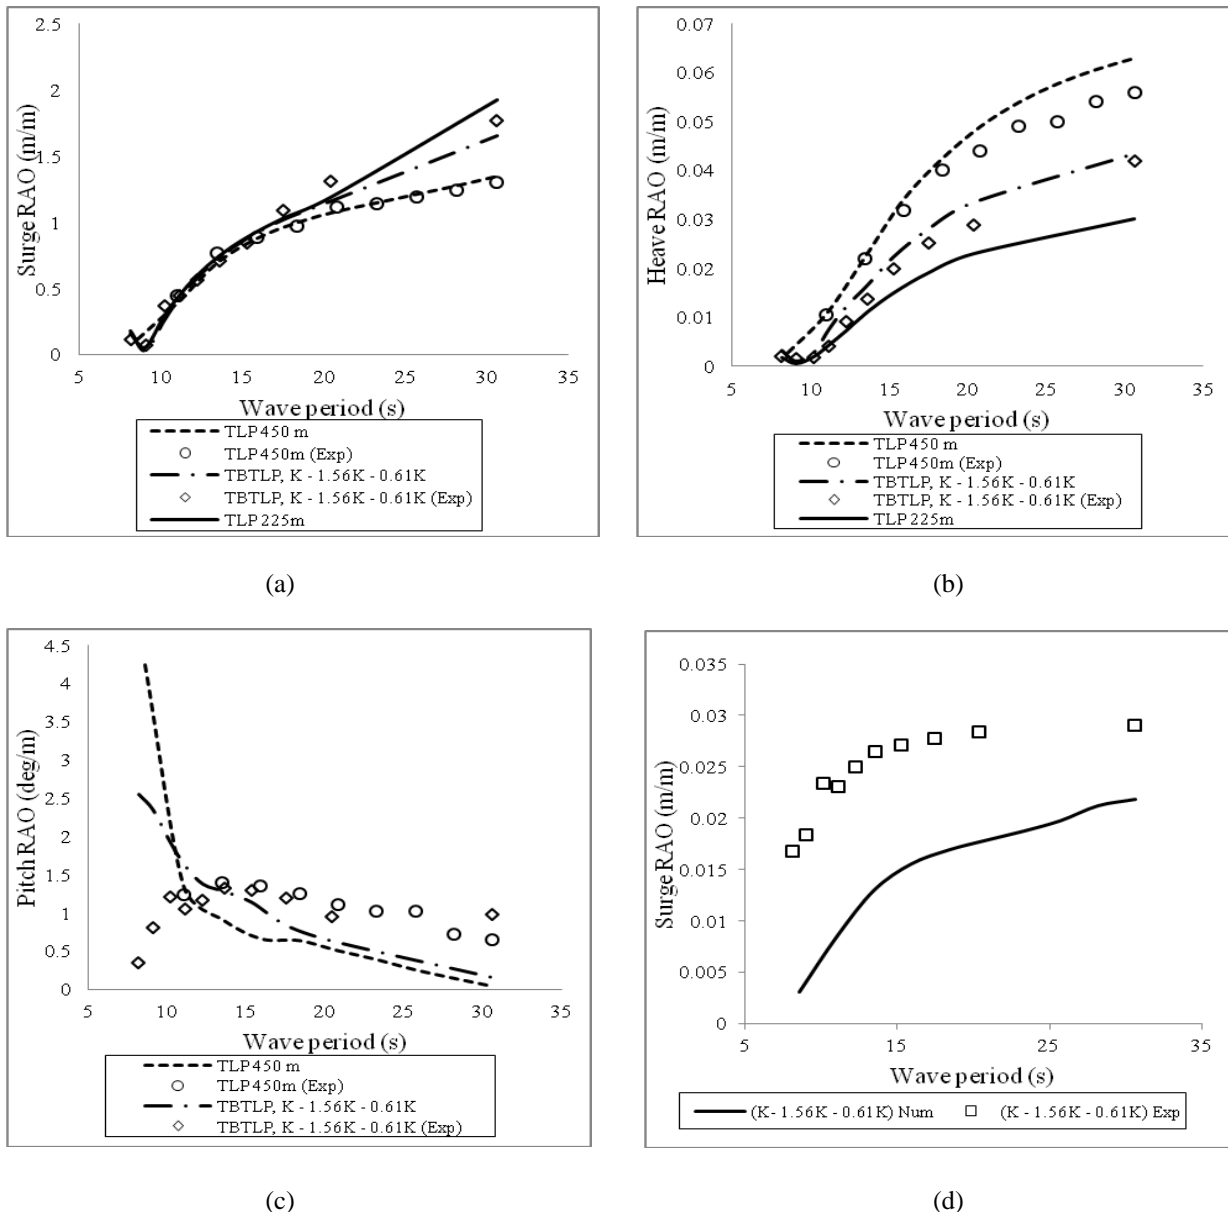 2.5
2
1.5
1
0.5
0
Surge RAO (m/m)
5 10 15 20 25 30 35
Wave period (s)
TLP450 m
TLP450m (Exp)
TBTLP, K - 1.56K - 0.61K
TBTLP, K - 1.56K - 0.61K (Exp)
TLP 225m
(a)
0.07
0.06
0.05
0.04
0.03
0.02
0.01
0
Heave RAO (m/m)
5 10 15 20 25 30 35
Wave period (s)
TLP450 m
TLP450m (Exp)
TBTLP, K - 1.56K - 0.61K
TBTLP, K - 1.56K - 0.61K (Exp)
TLP 225m
(b)
4.5
4
3.5
3
2.5
2
1.5
1
0.5
0
Pitch RAO (deg/m)
5 10 15 20 25 30 35
Wave period (s)
TLP450 m
TLP450m (Exp)
TBTLP, K - 1.56K - 0.61K
TBTLP, K - 1.56K - 0.61K (Exp)
(c)
0.035
0.03
0.025
0.02
0.015
0.01
0.005
0
Surge RAO (m/m)
5 15 25 35
Wave period (s)
(K- 1.56K - 0.61K) Num (K - 1.56K - 0.61K) Exp
(d)